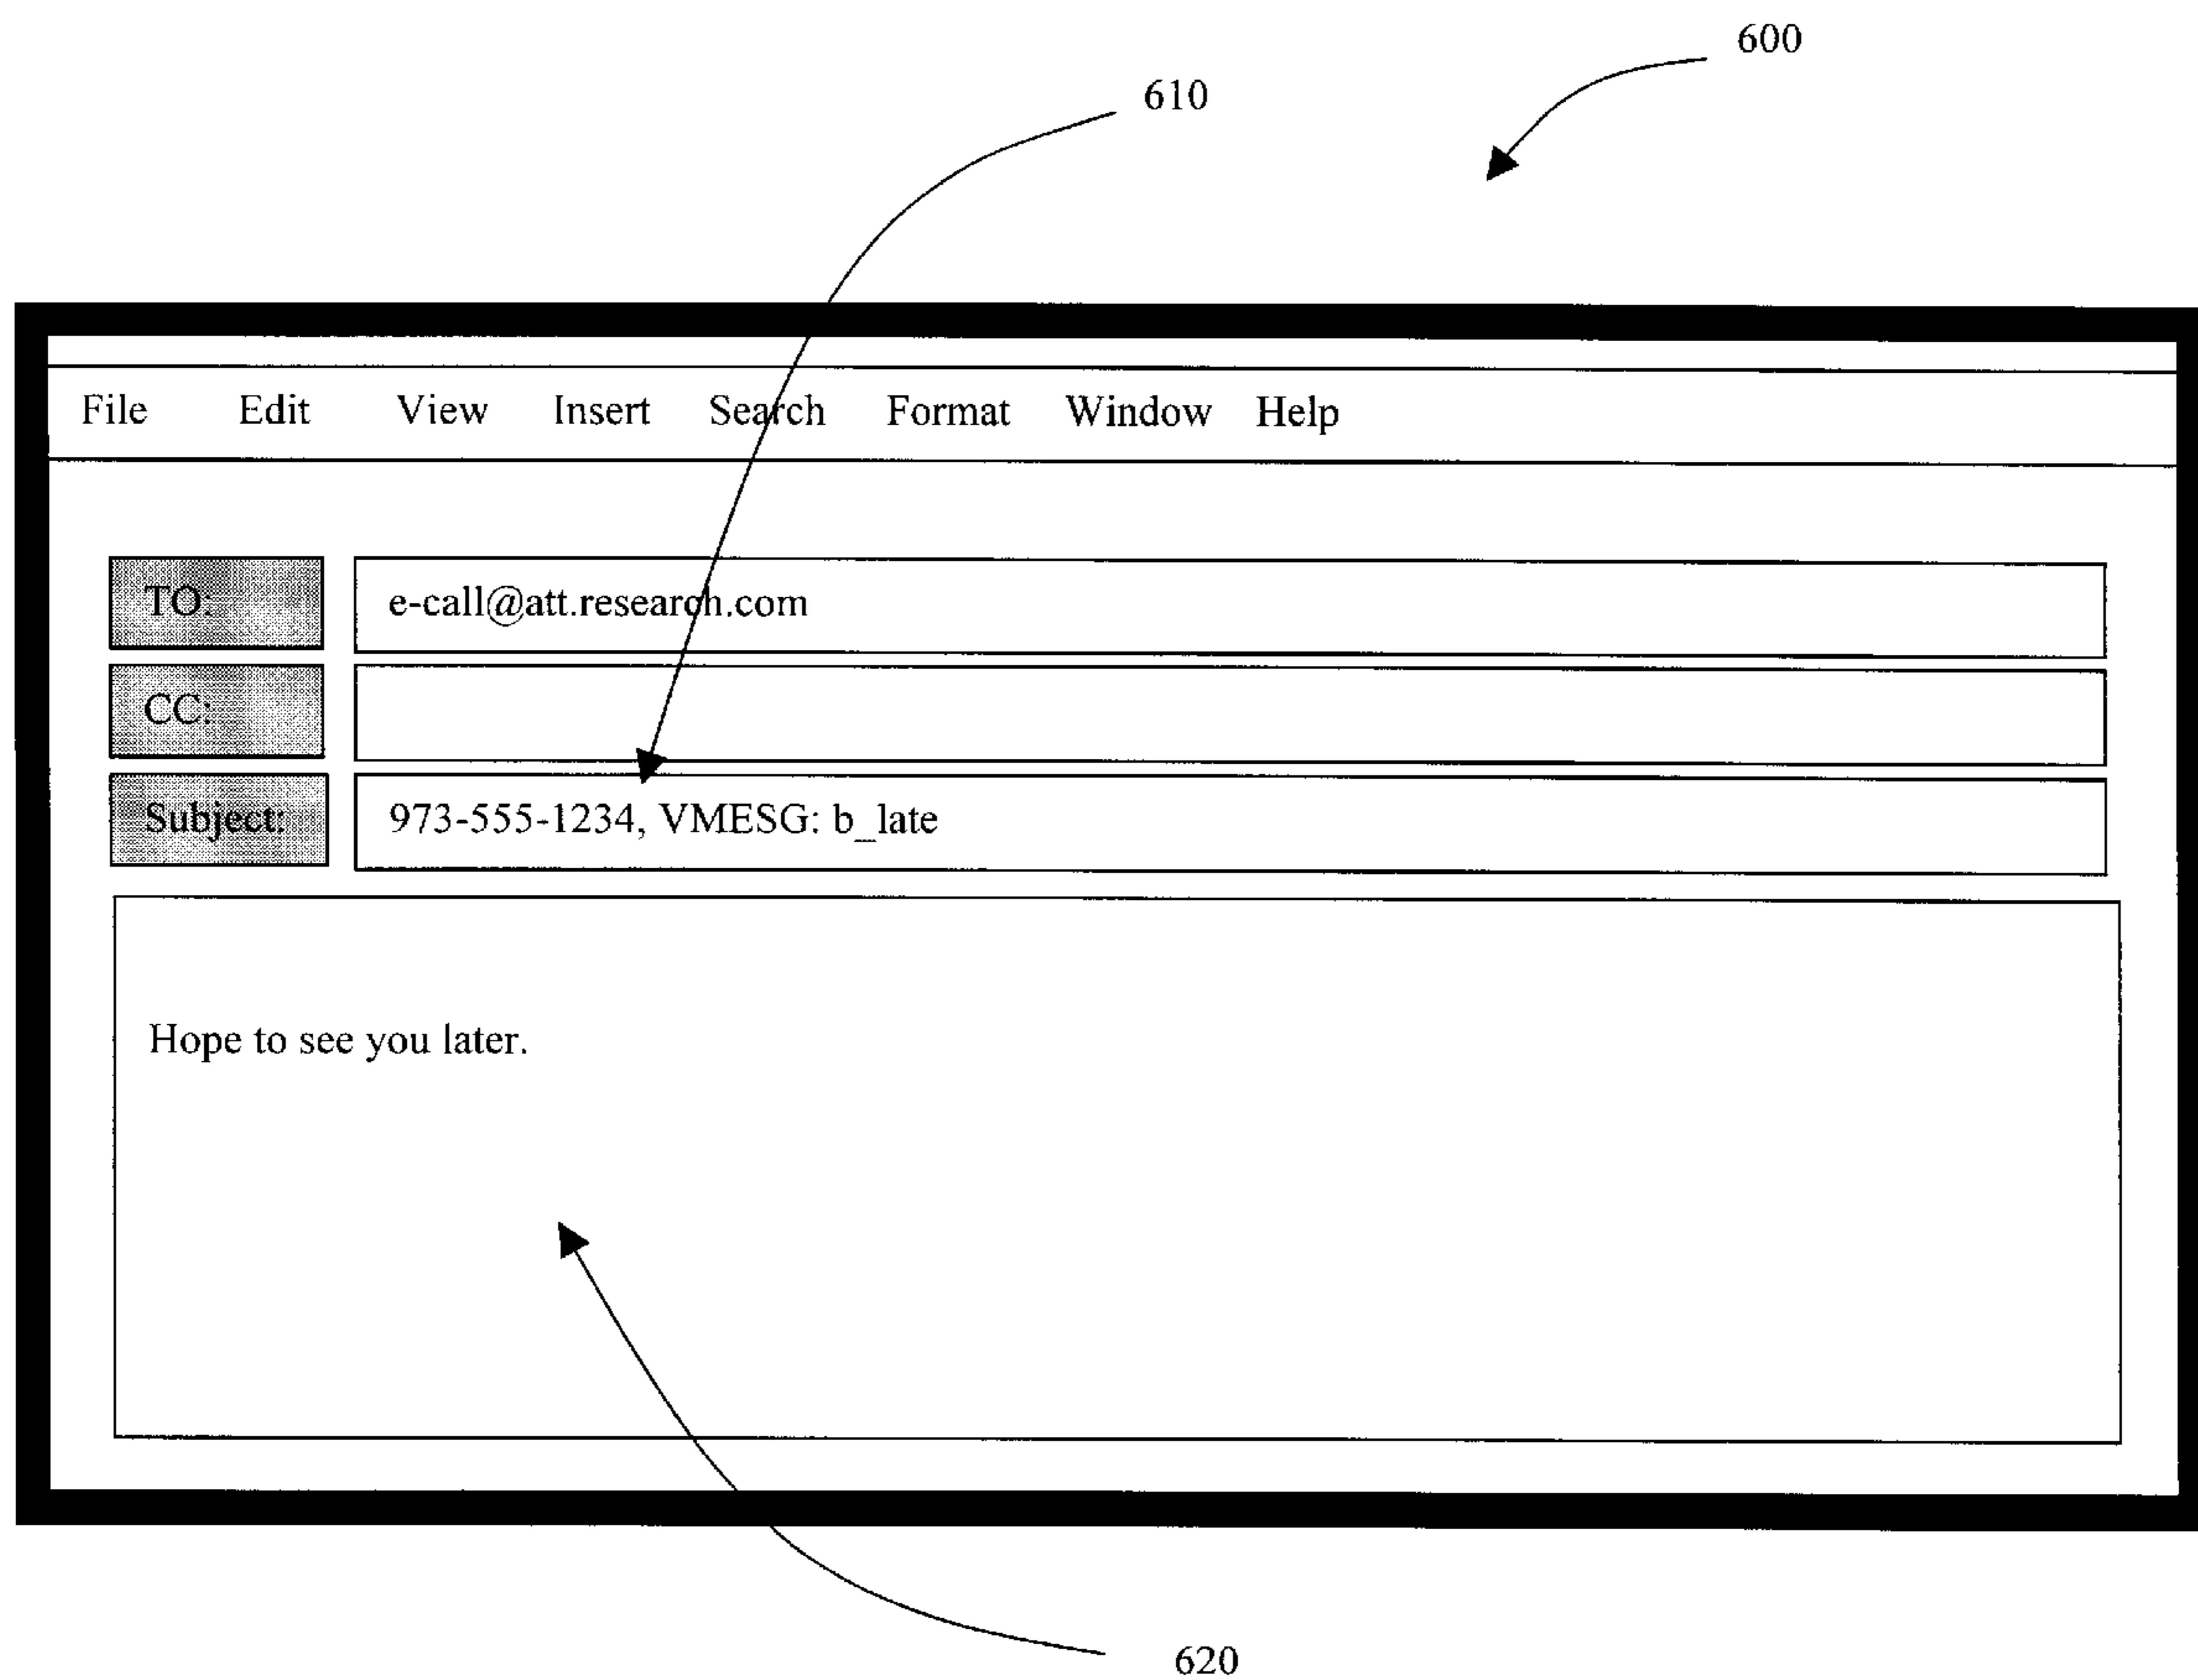 600
610
File Edit View Insert Search Format Window Help
TO: e-call@att.research.com
CC:
Subject: 973-555-1234, VMESG: b_late
Hope to see you later.
620